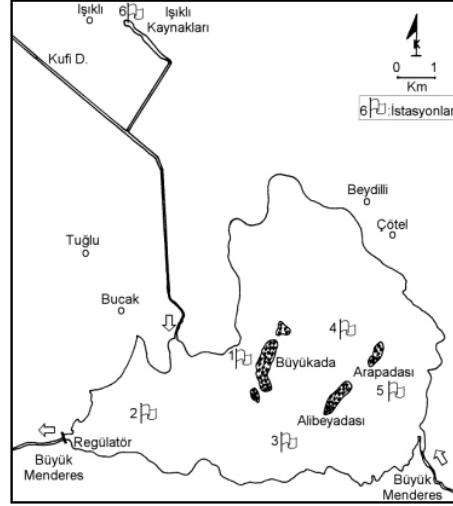 Işıklı
6
Işıklı
Kaynakları
Kufi D.
K
0 1
Km
6 :İstasyonlar
Beydilli
Çötel
Tuğlu
Bucak
4
1
Büyükada
Arapadası
5
2
Alibeyadası
3
Regülatör
Büyük
Menderes
Büyük
Menderes